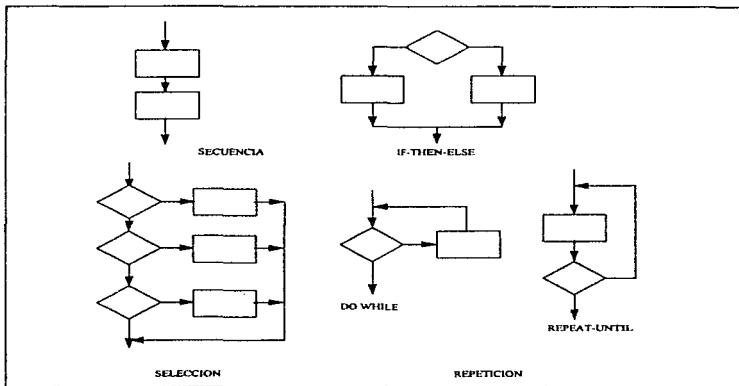 SECUENCIA
IF-THEN-ELSE
DO WHILE
REPEAT-UNTIL
SELECCION
REPETICION